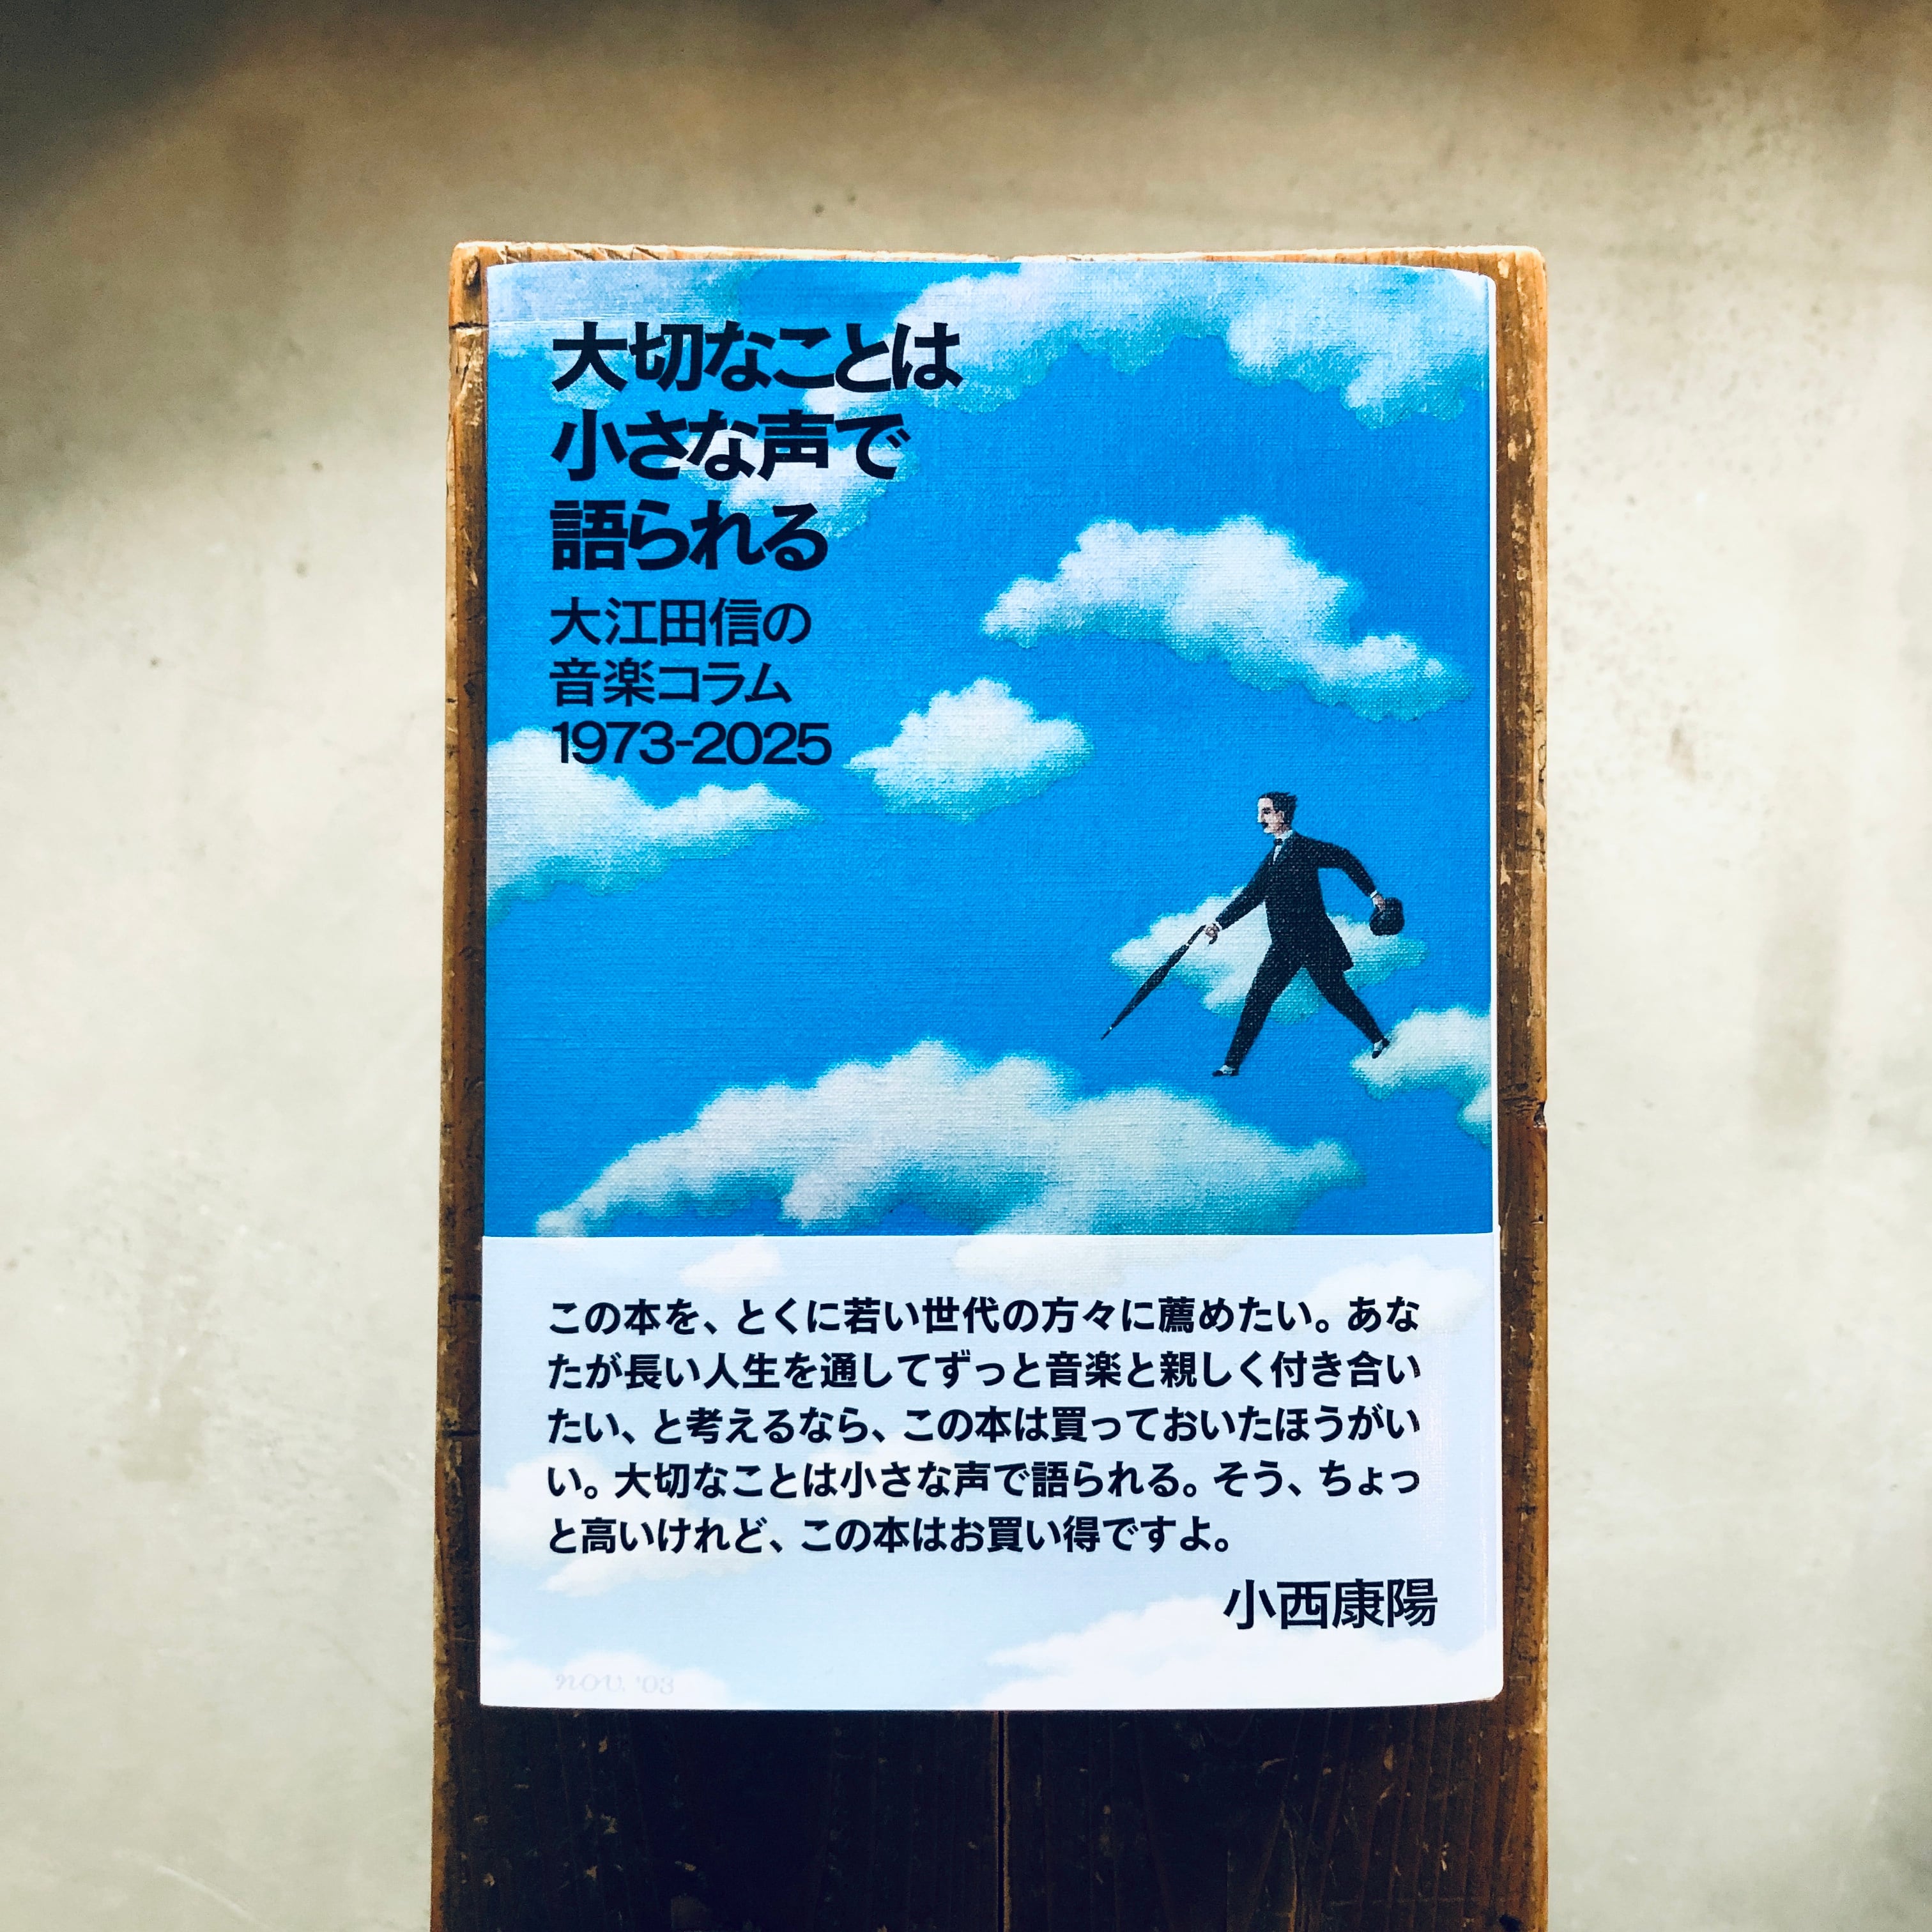 大切なことは
小さな声で
語られる
大江田信の
音楽コラム
1973-2025
この本を、とくに若い世代の方々に薦めたい。あな
たが長い人生を通してずっと音楽と親しく付き合い
たい、と考えるなら、この本は買っておいたほうがい
い。大切なことは小さな声で語られる。そう、ちょっ
と高いけれど、この本はお買い得ですよ。
小西康陽
NOV. '03